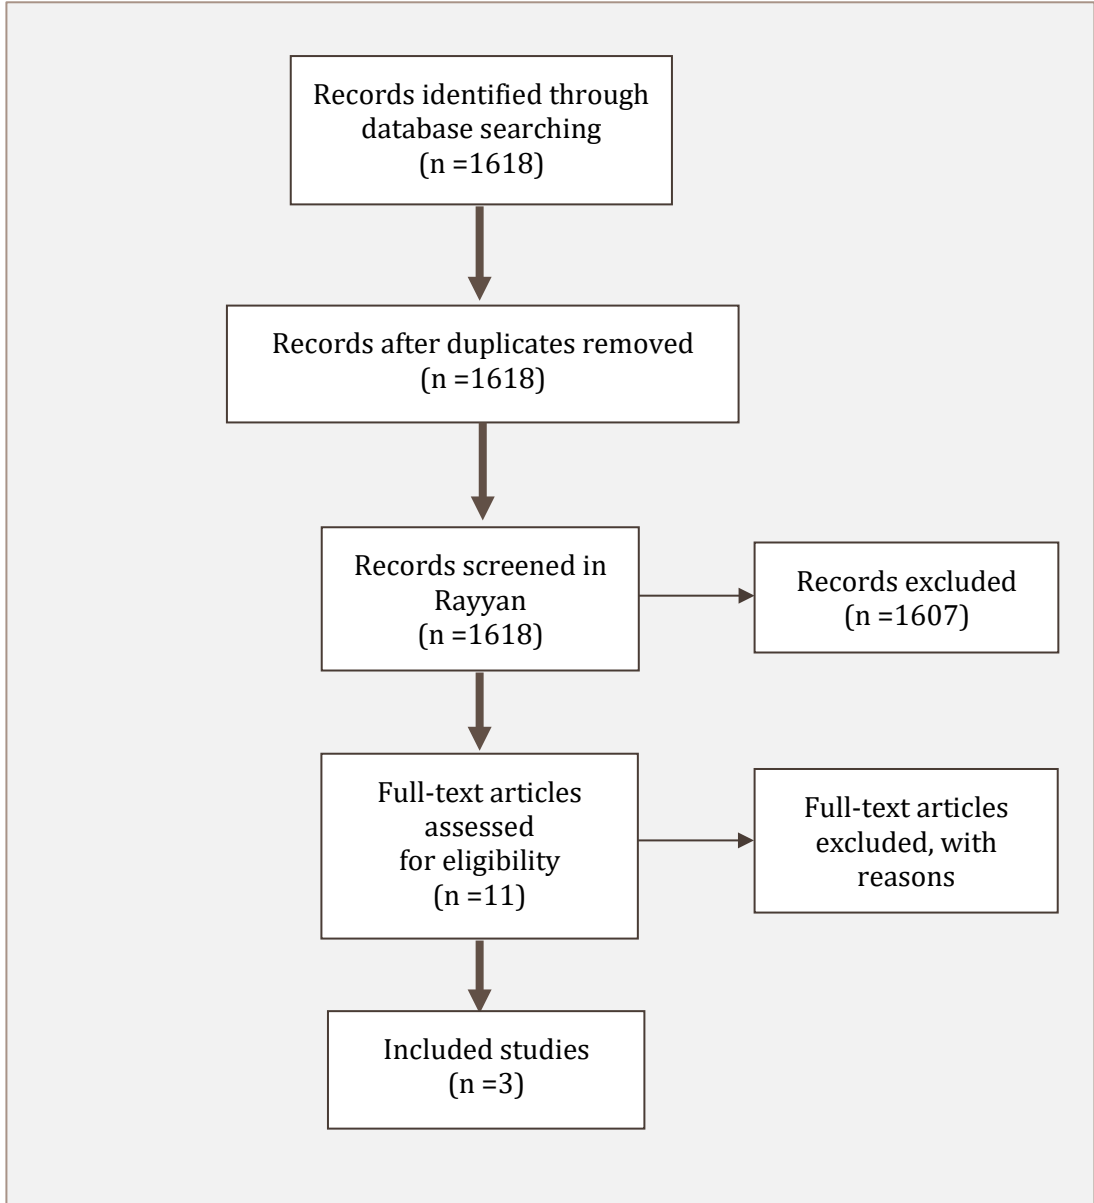 Records identified through
database searching
(n =1618)
Records after duplicates removed
(n =1618)
Records screened in
Rayyan
(n =1618)
Records excluded
(n =1607)
Full-text articles
assessed
for eligibility
(n =11)
Full-text articles
excluded, with
reasons
Included studies
(n =3)